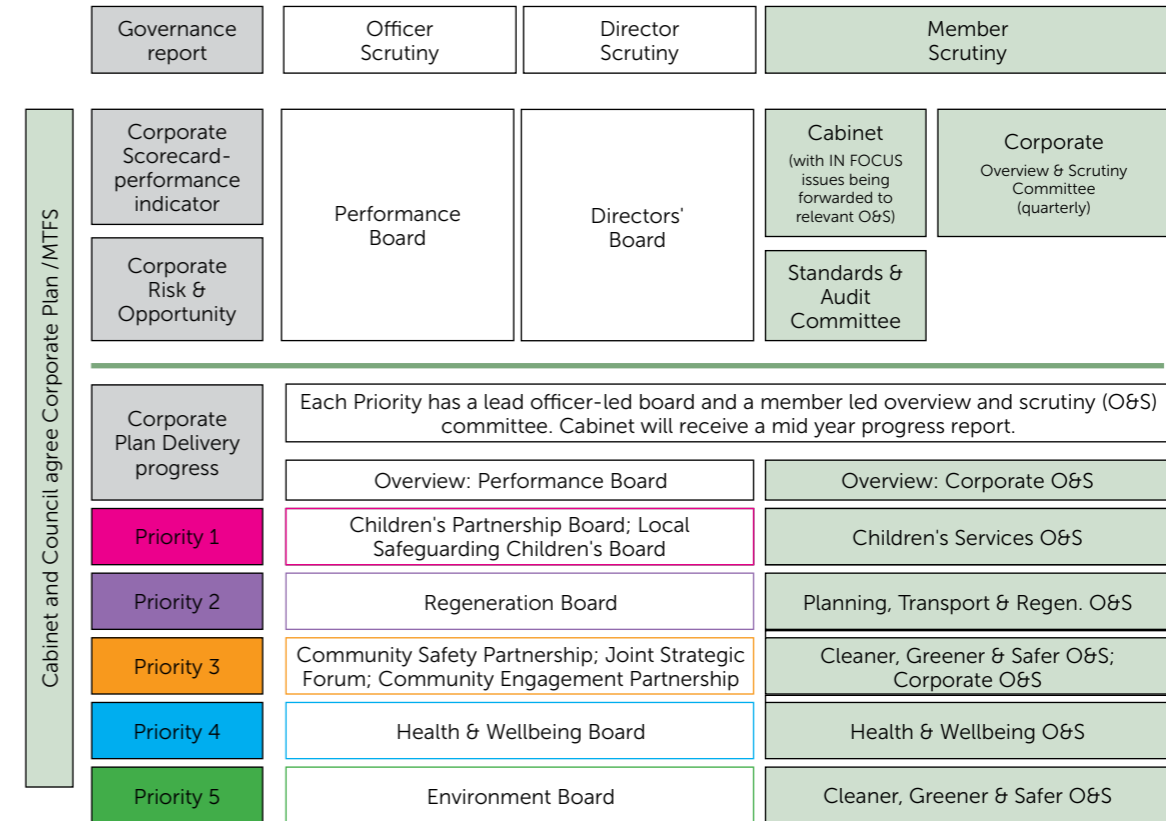 Governance
report
Officer
Scrutiny
Director
Scrutiny
Member
Scrutiny
Cabinet and Council agree Corporate Plan /MTFS
Corporate
Scorecard-
performance
indicator
Corporate
Risk &
Opportunity
Performance
Board
Directors'
Board
Cabinet
(with IN FOCUS
issues being
forwarded to
relevant O&S)
Corporate
Overview & Scrutiny
Committee
(quarterly)
Standards &
Audit
Committee
Corporate
Plan Delivery
progress
Each Priority has a lead officer-led board and a member led overview and scrutiny (O&S)
committee. Cabinet will receive a mid year progress report.
Overview: Performance Board
Overview: Corporate O&S
Priority 1
Children's Partnership Board; Local
Safeguarding Children's Board
Children's Services O&S
Priority 2
Regeneration Board
Planning, Transport & Regen. O&S
Priority 3
Community Safety Partnership; Joint Strategic
Forum; Community Engagement Partnership
Cleaner, Greener & Safer O&S;
Corporate O&S
Priority 4
Health & Wellbeing Board
Health & Wellbeing O&S
Priority 5
Environment Board
Cleaner, Greener & Safer O&S